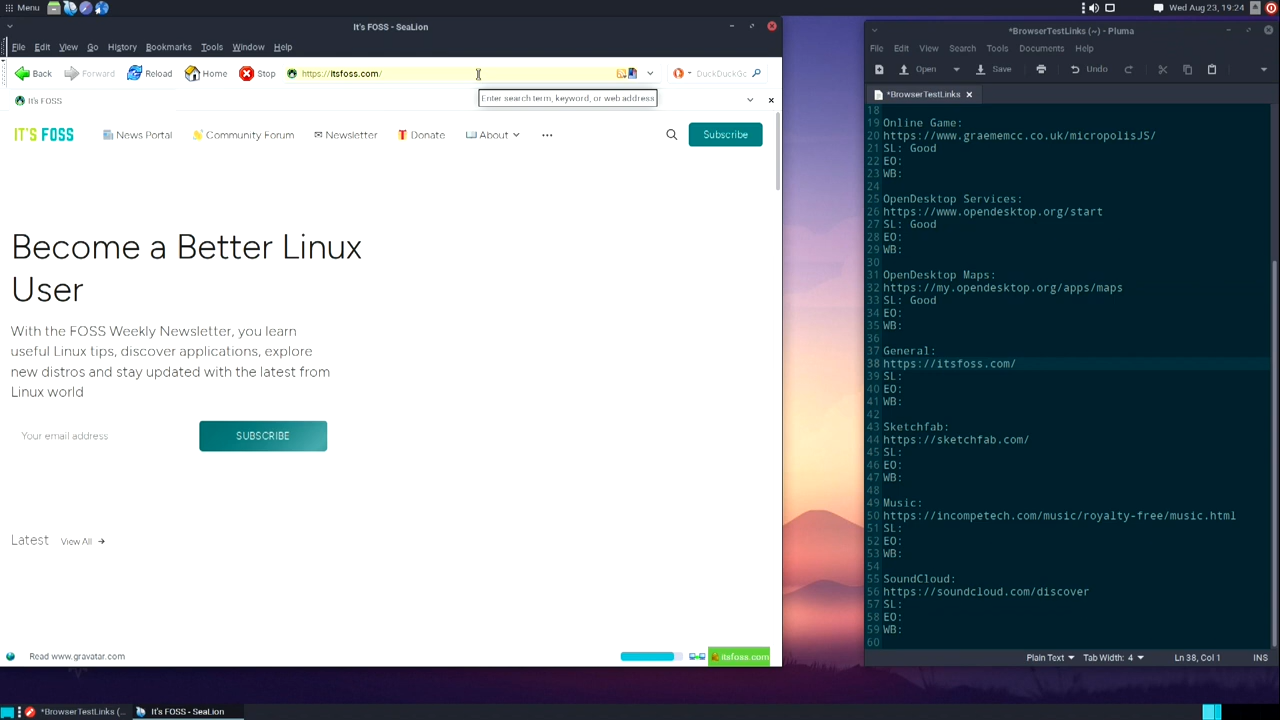 Menu
Wed Aug 23, 19:24
It's FOSS - SeaLion
File Edit View Go History Bookmarks Tools Window Help
Back Forward Reload Home Stop https://itsfoss.com/ DuckDuckGo
Enter search term, keyword, or web address
It's FOSS
IT'S FOSS News Portal Community Forum Newsletter Donate About Subscribe
Become a Better Linux
User
With the FOSS Weekly Newsletter, you learn
useful Linux tips, discover applications, explore
new distros and stay updated with the latest from
Linux world
Your email address SUBSCRIBE
Latest View All →
Read www.gravatar.com itsfoss.com
*BrowserTestLinks (~) - Pluma
File Edit View Search Tools Documents Help
Open Save Undo
*BrowserTestLinks
18
19 Online Game:
20 https://www.graememcc.co.uk/micropolisJS/
21 SL: Good
22 EO:
23 WB:
24
25 OpenDesktop Services:
26 https://www.opendesktop.org/start
27 SL: Good
28 EO:
29 WB:
30
31 OpenDesktop Maps:
32 https://my.opendesktop.org/apps/maps
33 SL: Good
34 EO:
35 WB:
36
37 General:
38 https://itsfoss.com/
39 SL:
40 EO:
41 WB:
42
43 Sketchfab:
44 https://sketchfab.com/
45 SL:
46 EO:
47 WB:
48
49 Music:
50 https://incompetech.com/music/royalty-free/music.html
51 SL:
52 EO:
53 WB:
54
55 SoundCloud:
56 https://soundcloud.com/discover
57 SL:
58 EO:
59 WB:
60
Plain Text Tab Width: 4 Ln 38, Col 1 INS
*BrowserTestLinks (... It's FOSS - SeaLion